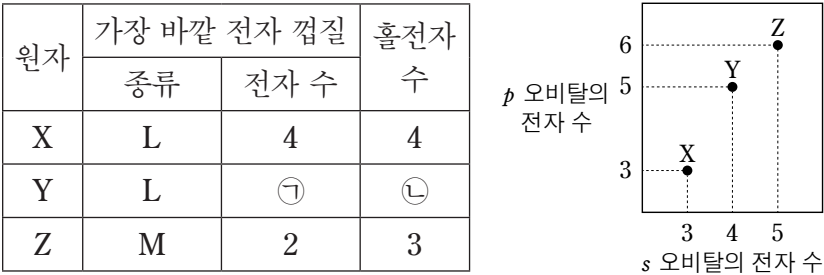 원자 가장 바깥 전자 껍질 홀전자 수
종류 전자 수
X L 4 4
Y L ㉠ ㉡
Z M 2 3
p 오비탈의 전자 수
6
5
3
X
Y
Z
3 4 5
s 오비탈의 전자 수